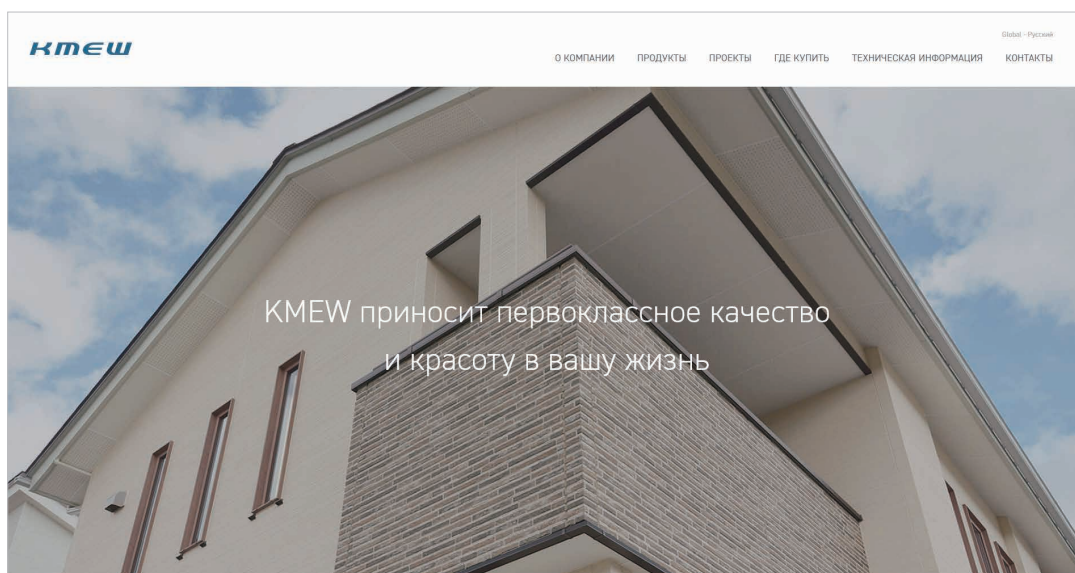 KMEW
Global - Русский
О КОМПАНИИ ПРОДУКТЫ ПРОЕКТЫ ГДЕ КУПИТЬ ТЕХНИЧЕСКАЯ ИНФОРМАЦИЯ КОНТАКТЫ
KMEW приносит первоклассное качество
и красоту в вашу жизнь